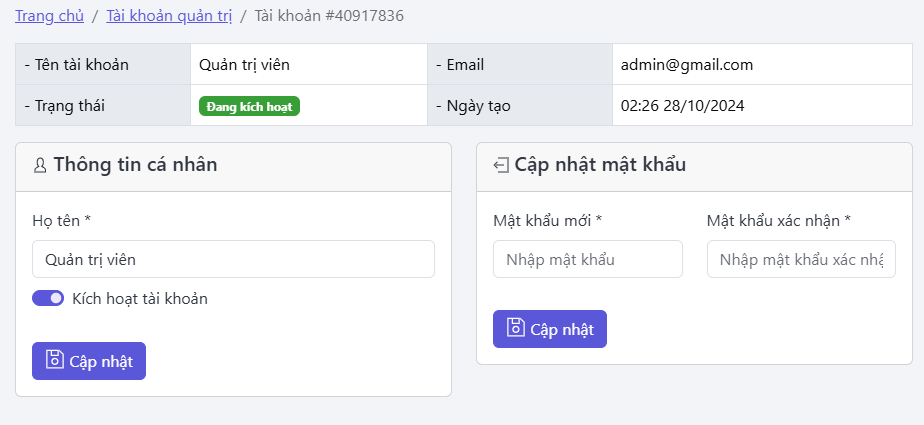 Trang chủ / Tài khoản quản trị / Tài khoản #40917836
- Tên tài khoản Quản trị viên - Email admin@gmail.com
- Trạng thái Đang kích hoạt - Ngày tạo 02:26 28/10/2024
Thông tin cá nhân
Họ tên *
Quản trị viên
Kích hoạt tài khoản
Cập nhật
Cập nhật mật khẩu
Mật khẩu mới * Mật khẩu xác nhận *
Nhập mật khẩu Nhập mật khẩu xác nhậ
Cập nhật